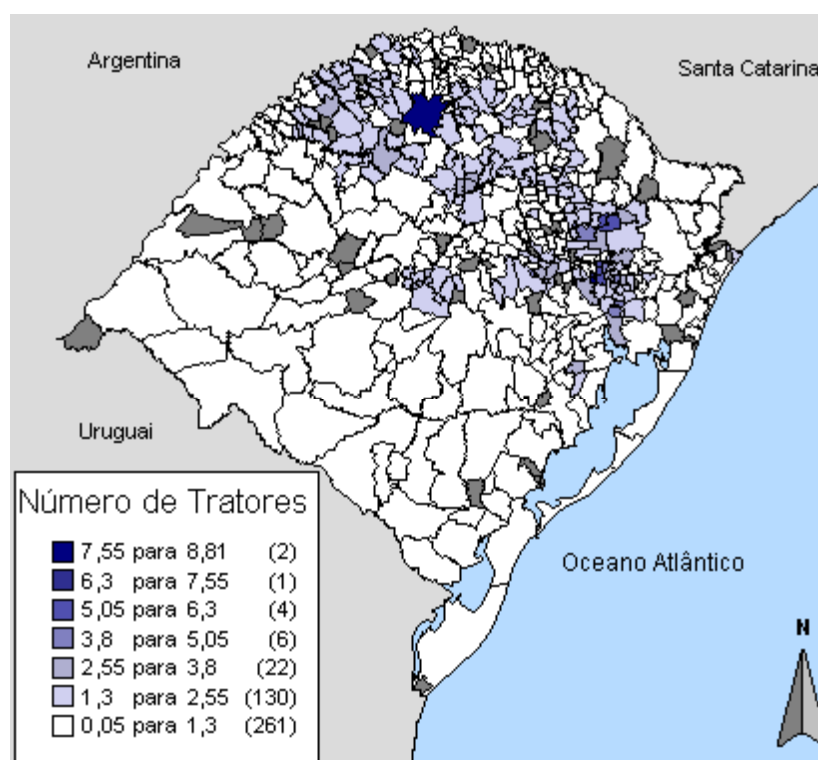 Argentina
Santa Catarina
Uruguai
Número de Tratores
7,55 para 8,81 (2)
6,3 para 7,55 (1)
5,05 para 6,3 (4)
3,8 para 5,05 (6)
2,55 para 3,8 (22)
1,3 para 2,55 (130)
0,05 para 1,3 (261)
Oceano Atlântico
N